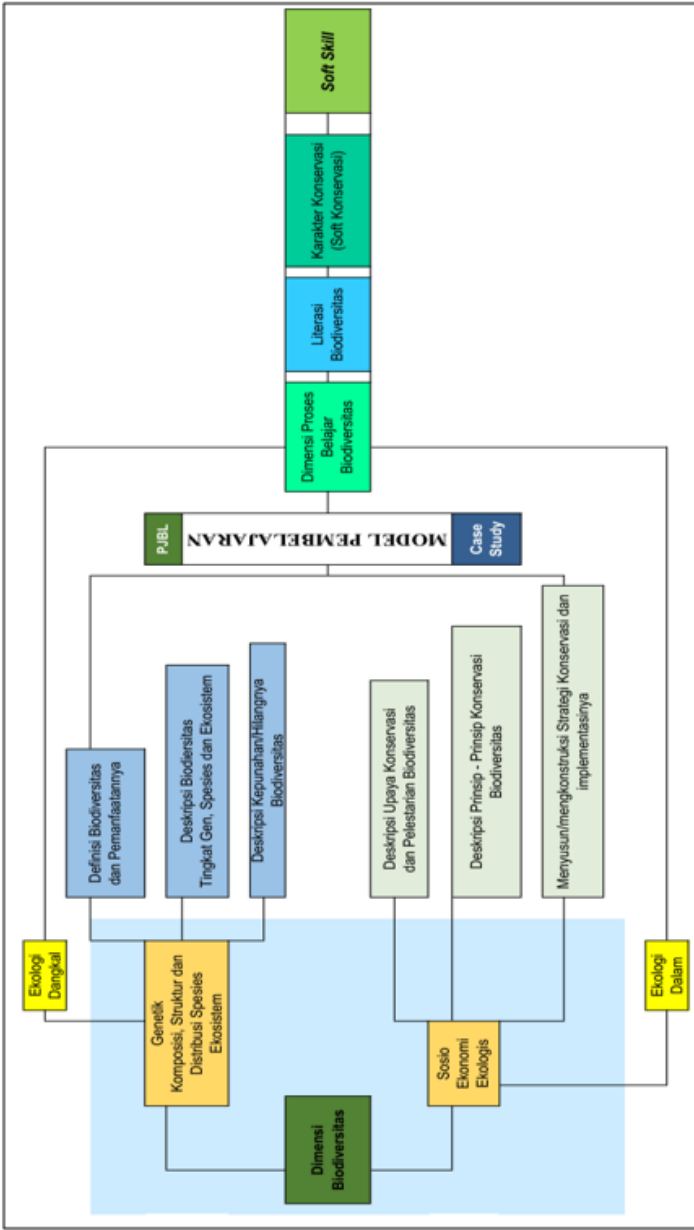 Dimensi
Biodiversitas
Genetik
Komposisi, Struktur dan
Distribusi Spesies
Ekosistem
Sosio
Ekonomi
Ekologis
Ekologi
Dangkal
Ekologi
Dalam
Definisi Biodiversitas
dan Pemanfaatannya
Deskripsi Biodiersitas
Tingkat Gen, Spesies dan Ekosistem
Deskripsi Kepunahan/Hilangnya
Biodiversitas
Deskripsi Upaya Konservasi
dan Pelestarian Biodiversitas
Deskripsi Prinsip - Prinsip Konservasi
Biodiversitas
Menyusun/mengkonstruksi Strategi Konservasi dan
implementasinya
PJBL
MODEL PEMBELAJARAN
Case
Study
Dimensi Proses
Belajar
Biodiversitas
Literasi
Biodiversitas
Karakter Konservasi
(Soft Konservasi)
Soft Skill